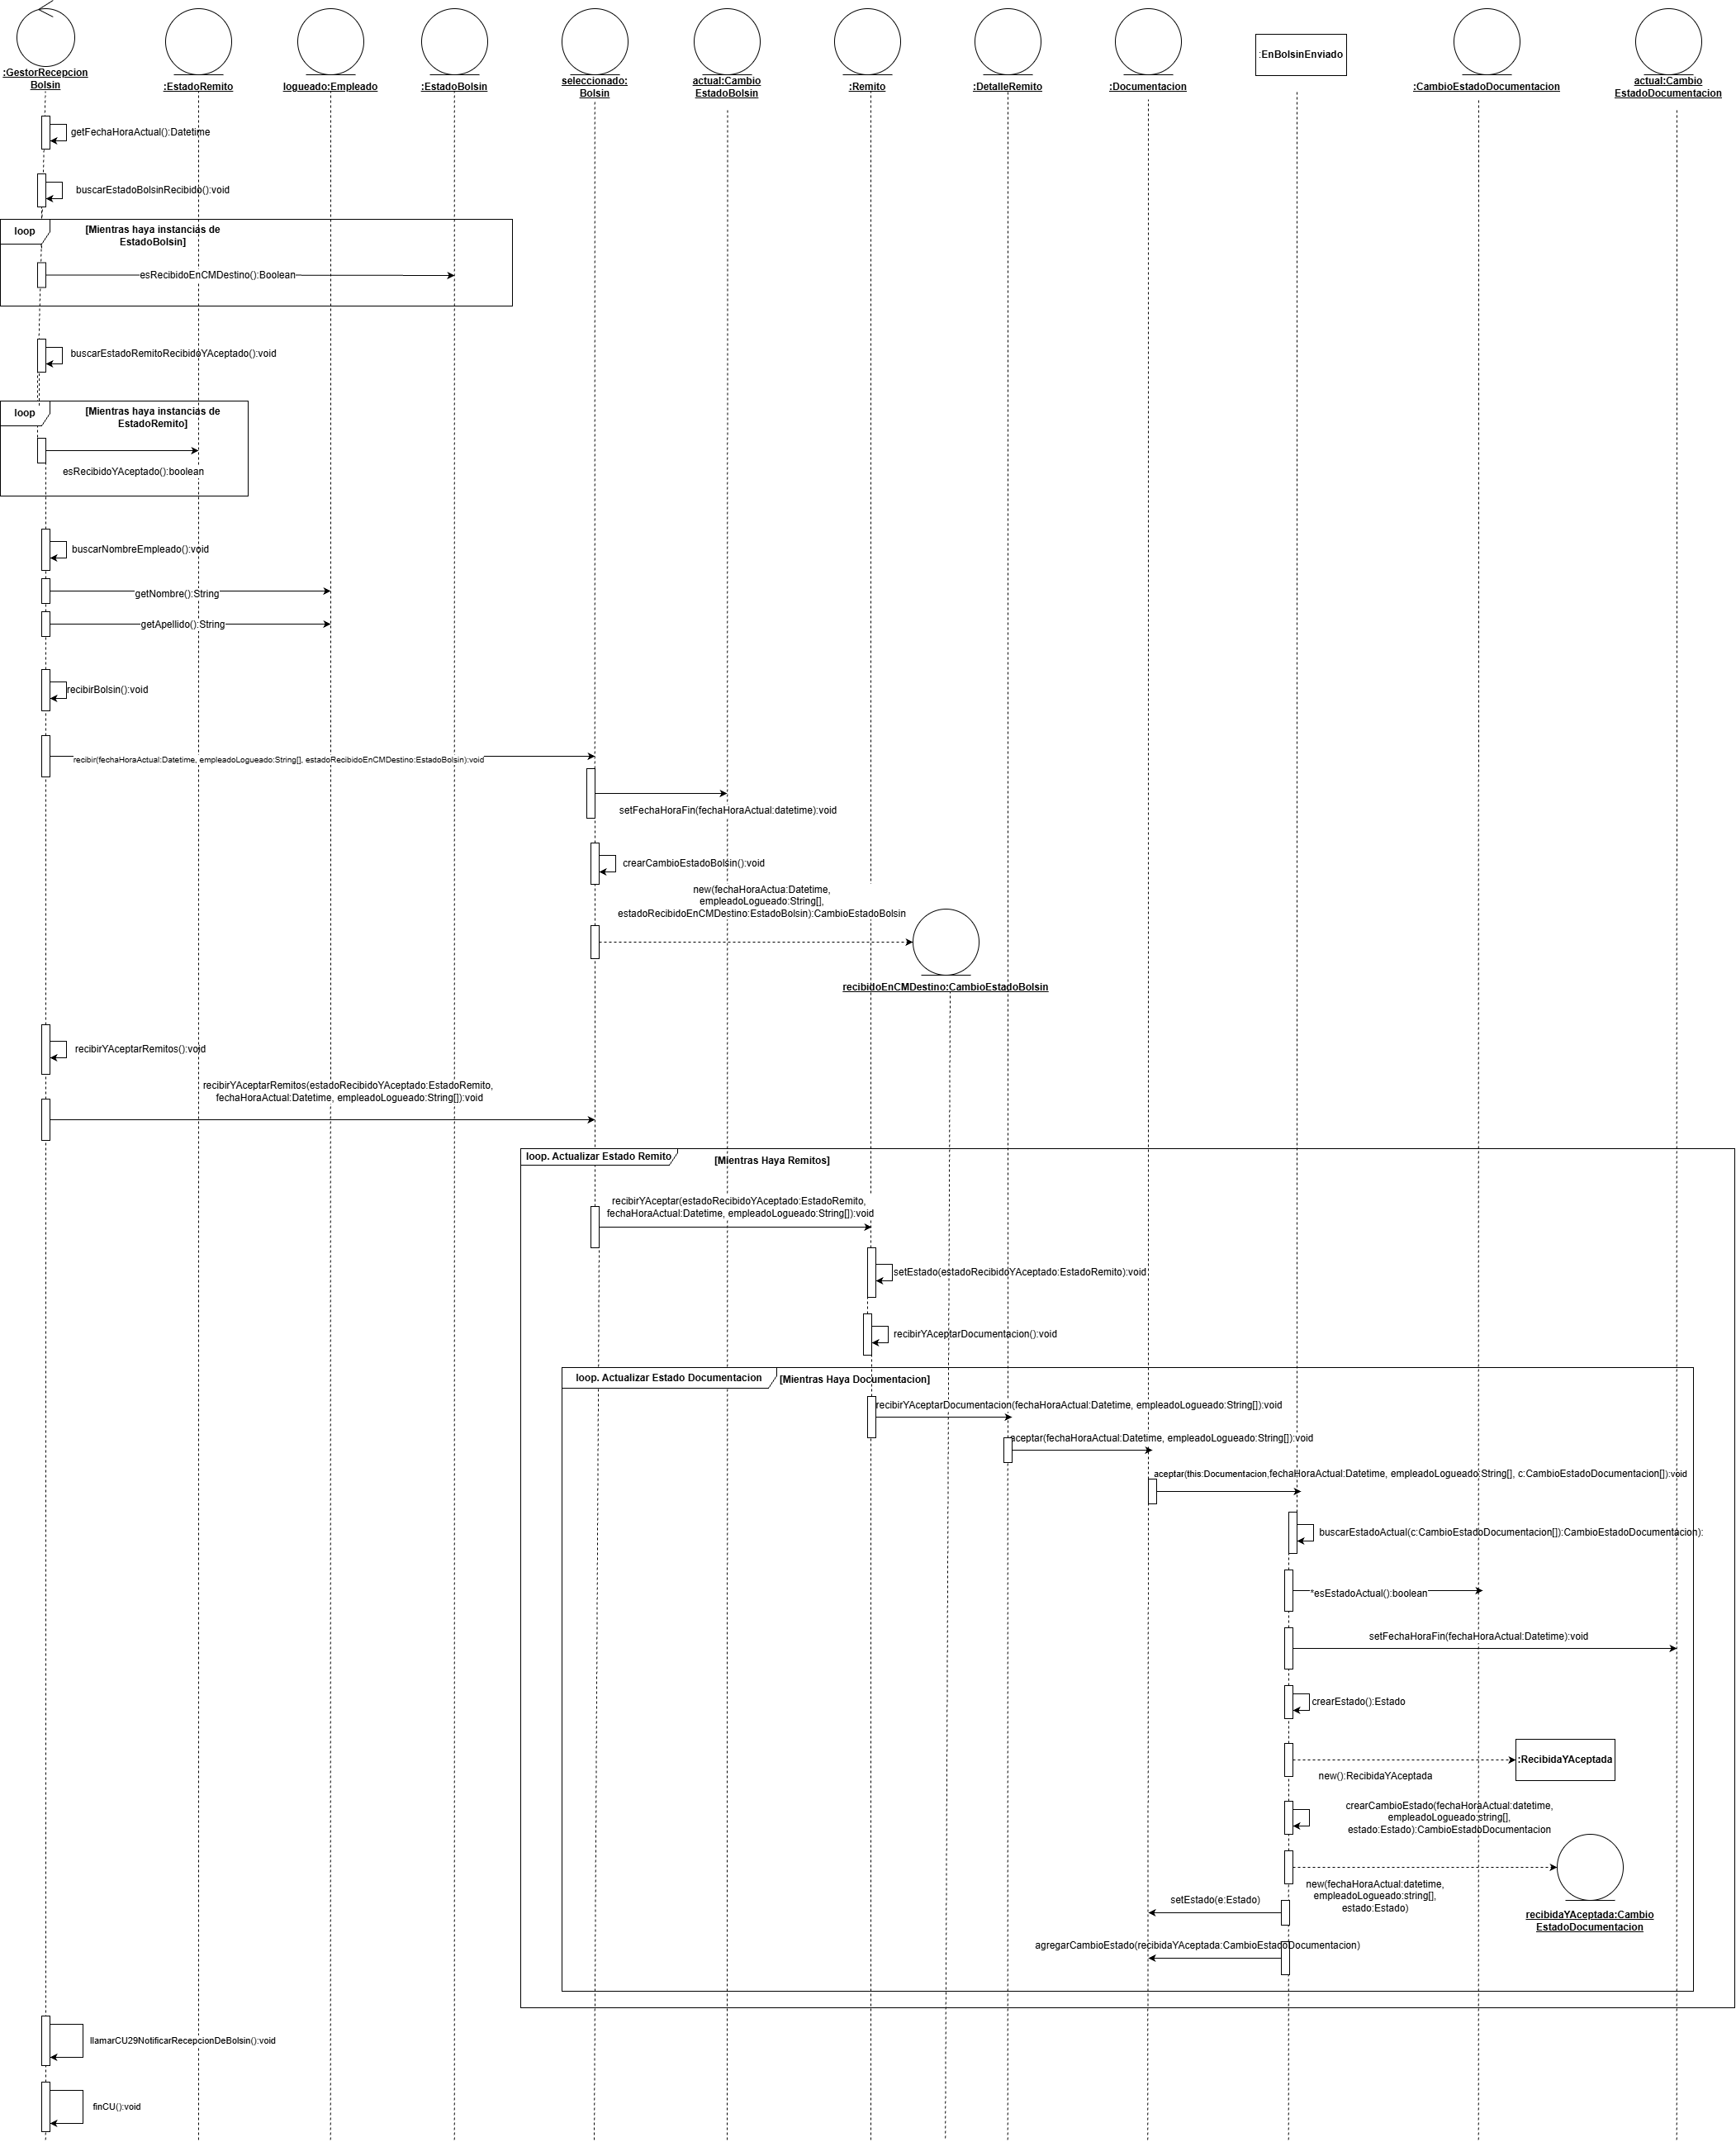 :GestorRecepcion
Bolsin
:EstadoRemito
logueado:Empleado
:EstadoBolsin
seleccionado:
Bolsin
actual:Cambio
EstadoBolsin
:Remito
:DetalleRemito
:Documentacion
:EnBolsinEnviado
:CambioEstadoDocumentacion
actual:Cambio
EstadoDocumentacion
getFechaHoraActual():Datetime
buscarEstadoBolsinRecibido():void
loop
[Mientras haya instancias de
EstadoBolsin]
esRecibidoEnCMDestino():Boolean
buscarEstadoRemitoRecibidoYAceptado():void
loop
[Mientras haya instancias de
EstadoRemito]
esRecibidoYAceptado():boolean
buscarNombreEmpleado():void
getNombre():String
getApellido():String
recibirBolsin():void
recibir(fechaHoraActual:Datetime, empleadoLogueado:String[], estadoRecibidoEnCMDestino:EstadoBolsin):void
setFechaHoraFin(fechaHoraActual:datetime):void
crearCambioEstadoBolsin():void
new(fechaHoraActua:Datetime,
empleadoLogueado:String[],
estadoRecibidoEnCMDestino:EstadoBolsin):CambioEstadoBolsin
recibidoEnCMDestino:CambioEstadoBolsin
recibirYAceptarRemitos():void
recibirYAceptarRemitos(estadoRecibidoYAceptado:EstadoRemito,
fechaHoraActual:Datetime, empleadoLogueado:String[]):void
loop. Actualizar Estado Remito
[Mientras Haya Remitos]
recibirYAceptar(estadoRecibidoYAceptado:EstadoRemito,
fechaHoraActual:Datetime, empleadoLogueado:String[]):void
setEstado(estadoRecibidoYAceptado:EstadoRemito):void
recibirYAceptarDocumentacion():void
loop. Actualizar Estado Documentacion
[Mientras Haya Documentacion]
recibirYAceptarDocumentacion(fechaHoraActual:Datetime, empleadoLogueado:String[]):void
aceptar(fechaHoraActual:Datetime, empleadoLogueado:String[]):void
aceptar(this:Documentacion,fechaHoraActual:Datetime, empleadoLogueado:String[], c:CambioEstadoDocumentacion[]):void
buscarEstadoActual(c:CambioEstadoDocumentacion[]):CambioEstadoDocumentacion):
*esEstadoActual():boolean
setFechaHoraFin(fechaHoraActual:Datetime):void
crearEstado():Estado
:RecibidaYAceptada
new():RecibidaYAceptada
crearCambioEstado(fechaHoraActual:datetime,
empleadoLogueado:string[],
estado:Estado):CambioEstadoDocumentacion
new(fechaHoraActual:datetime,
empleadoLogueado:string[],
estado:Estado)
recibidaYAceptada:Cambio
EstadoDocumentacion
setEstado(e:Estado)
agregarCambioEstado(recibidaYAceptada:CambioEstadoDocumentacion)
llamarCU29NotificarRecepcionDeBolsin():void
finCU():void